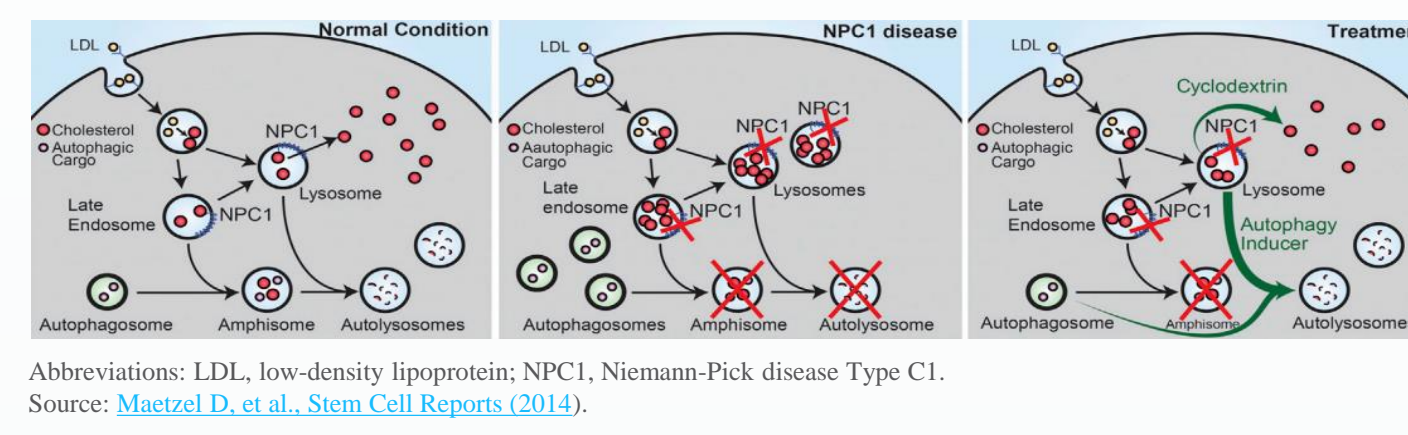 Normal Condition
LDL
Cholesterol
Autophagic
Cargo
NPC1
Lysosome
Late
Endosome
NPC1
Autophagosome
Amphisome
Autolysosomes
NPC1 disease
LDL
Cholesterol
Aautophagic
Cargo
NPC1
NPC1
Lysosomes
Late
endosome
NPC1
Autophagosomes
Amphisome
Autolysosome
Treatmen
LDL
Cyclodextrin
Cholesterol
Autophagic
Cargo
NPC1
Lysosome
Late
Endosome
NPC1
Autophagy
Inducer
Autophagosome
Amphisome
Autolysosomes
Abbreviations: LDL, low-density lipoprotein; NPC1, Niemann-Pick disease Type C1.
Source: Maetzel D, et al., Stem Cell Reports (2014).